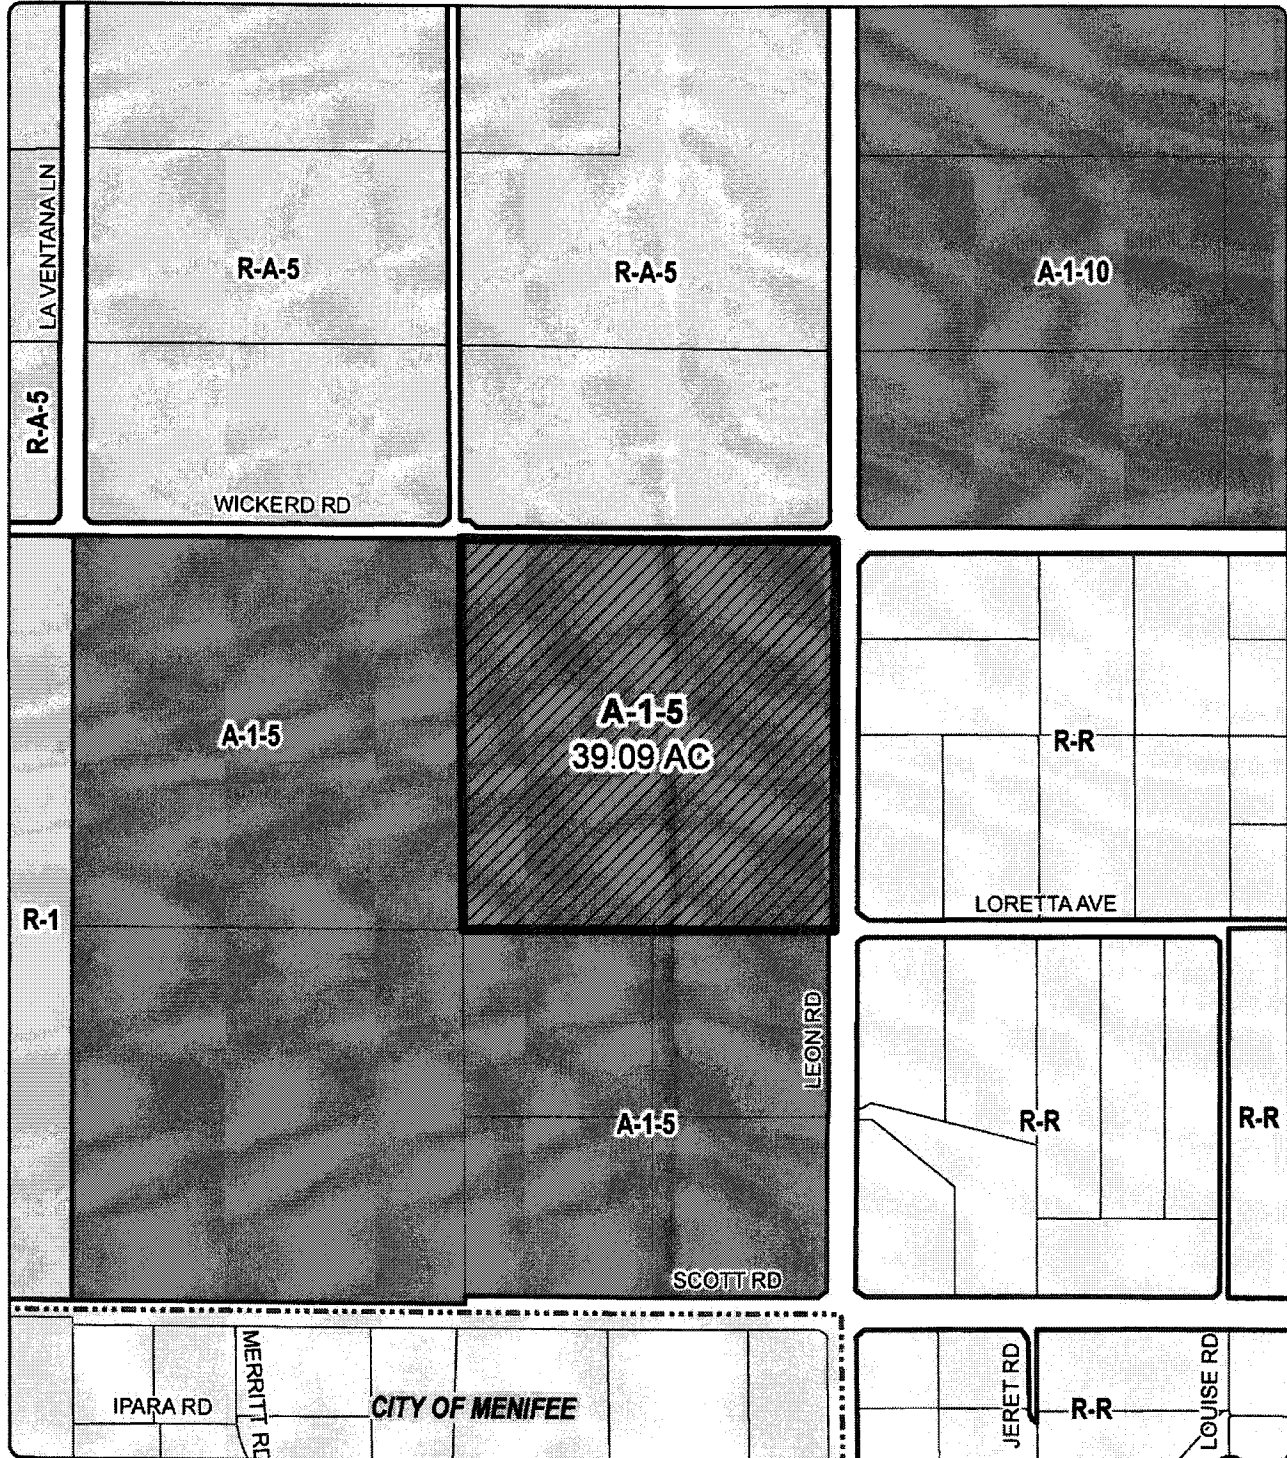 LA VENTANA LN
R-A-5
R-A-5
A-1-10
R-A-5
WICKERD RD
A-1-5
A-1-5
39.09 AC
R-R
R-1
LORETTA AVE
LEON RD
A-1-5
R-R
R-R
SCOTT RD
IPARA RD
MERRITT RD
CITY OF MENIFEE
JERET RD
R-R
LOUISE RD